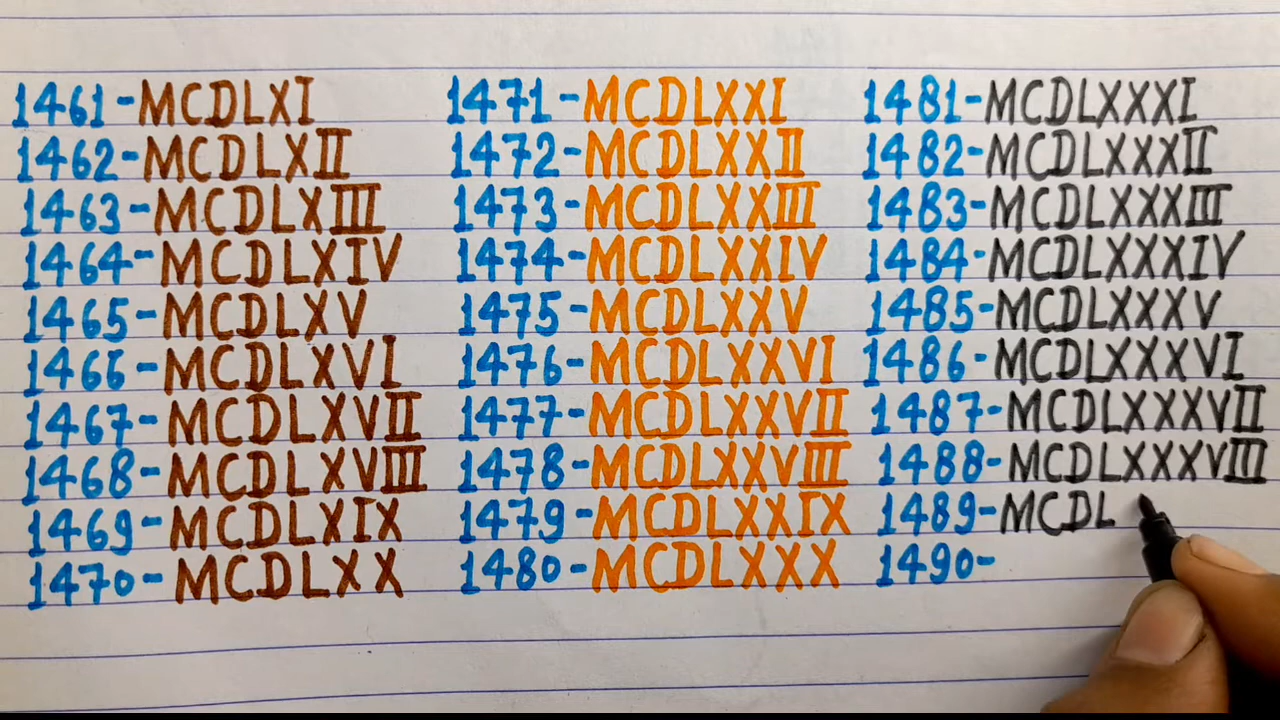 1461-MCDLXI
1462-MCDLXII
1463-MCDLXIII
1464-MCDLXIV
1465-MCDLXV
1466-MCDLXVI
1467-MCDLXVII
1468-MCDLXVIII
1469-MCDLXIX
1470-MCDLXX
1471-MCDLXXI
1472-MCDLXXII
1473-MCDLXXIII
1474-MCDLXXIV
1475-MCDLXXV
1476-MCDLXXVI
1477-MCDLXXVII
1478-MCDLXXVIII
1479-MCDLXXIX
1480-MCDLXXX
1481-MCDLXXXI
1482-MCDLXXXII
1483-MCDLXXXIII
1484-MCDLXXXIV
1485-MCDLXXXV
1486-MCDLXXXVI
1487-MCDLXXXVII
1488-MCDLXXXVIII
1489-MCDL
1490-